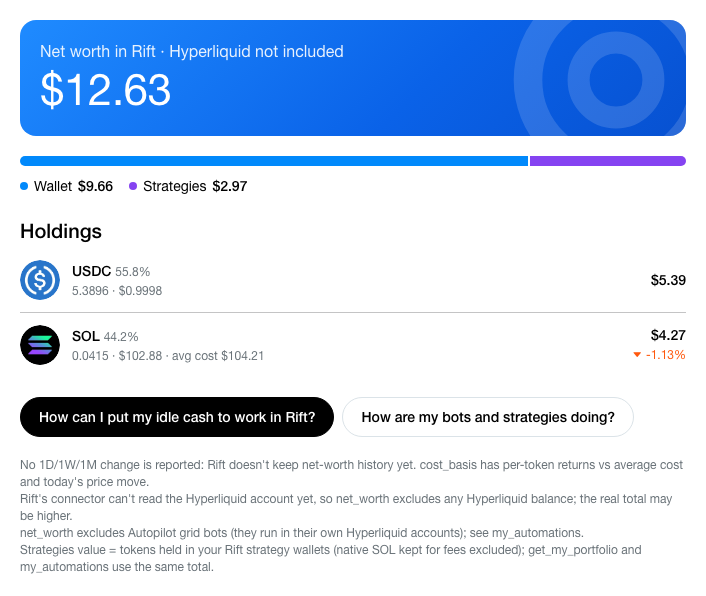 Net worth in Rift · Hyperliquid not included
$12.63
Wallet $9.66 Strategies $2.97
Holdings
USDC 55.8%
$5.39
5.3896 · $0.9998
SOL 44.2%
$4.27
0.0415 · $102.88 · avg cost $104.21
-1.13%
How can I put my idle cash to work in Rift? How are my bots and strategies doing?
No 1D/1W/1M change is reported: Rift doesn't keep net-worth history yet. cost_basis has per-token returns vs average cost
and today's price move.
Rift's connector can't read the Hyperliquid account yet, so net_worth excludes any Hyperliquid balance; the real total may
be higher.
net_worth excludes Autopilot grid bots (they run in their own Hyperliquid accounts); see my_automations.
Strategies value = tokens held in your Rift strategy wallets (native SOL kept for fees excluded); get_my_portfolio and
my_automations use the same total.